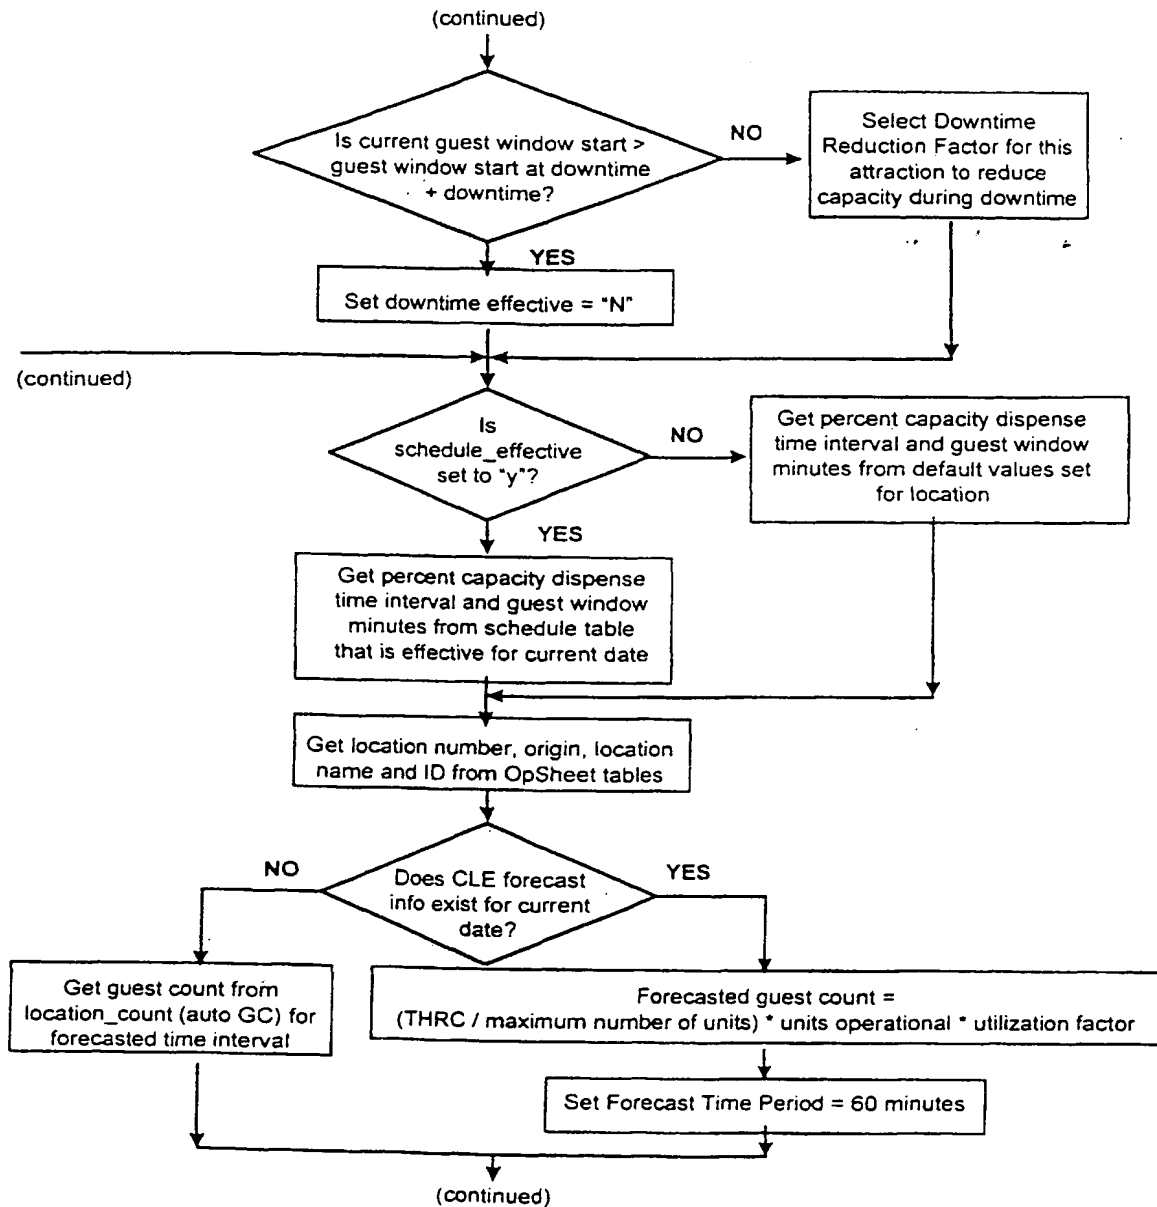 (continued)
Is current guest window start >
guest window start at downtime
+ downtime?
NO
Select Downtime
Reduction Factor for this
attraction to reduce
capacity during downtime
YES
Set downtime effective = "N"
(continued)
Is
schedule_effective
set to "y"?
NO
Get percent capacity dispense
time interval and guest window
minutes from default values set
for location
YES
Get percent capacity dispense
time interval and guest window
minutes from schedule table
that is effective for current date
Get location number, origin, location
name and ID from OpSheet tables
Does CLE forecast
info exist for current
date?
NO
YES
Get guest count from
location_count (auto GC) for
forecasted time interval
Forecasted guest count =
(THRC / maximum number of units) * units operational * utilization factor
Set Forecast Time Period = 60 minutes
(continued)